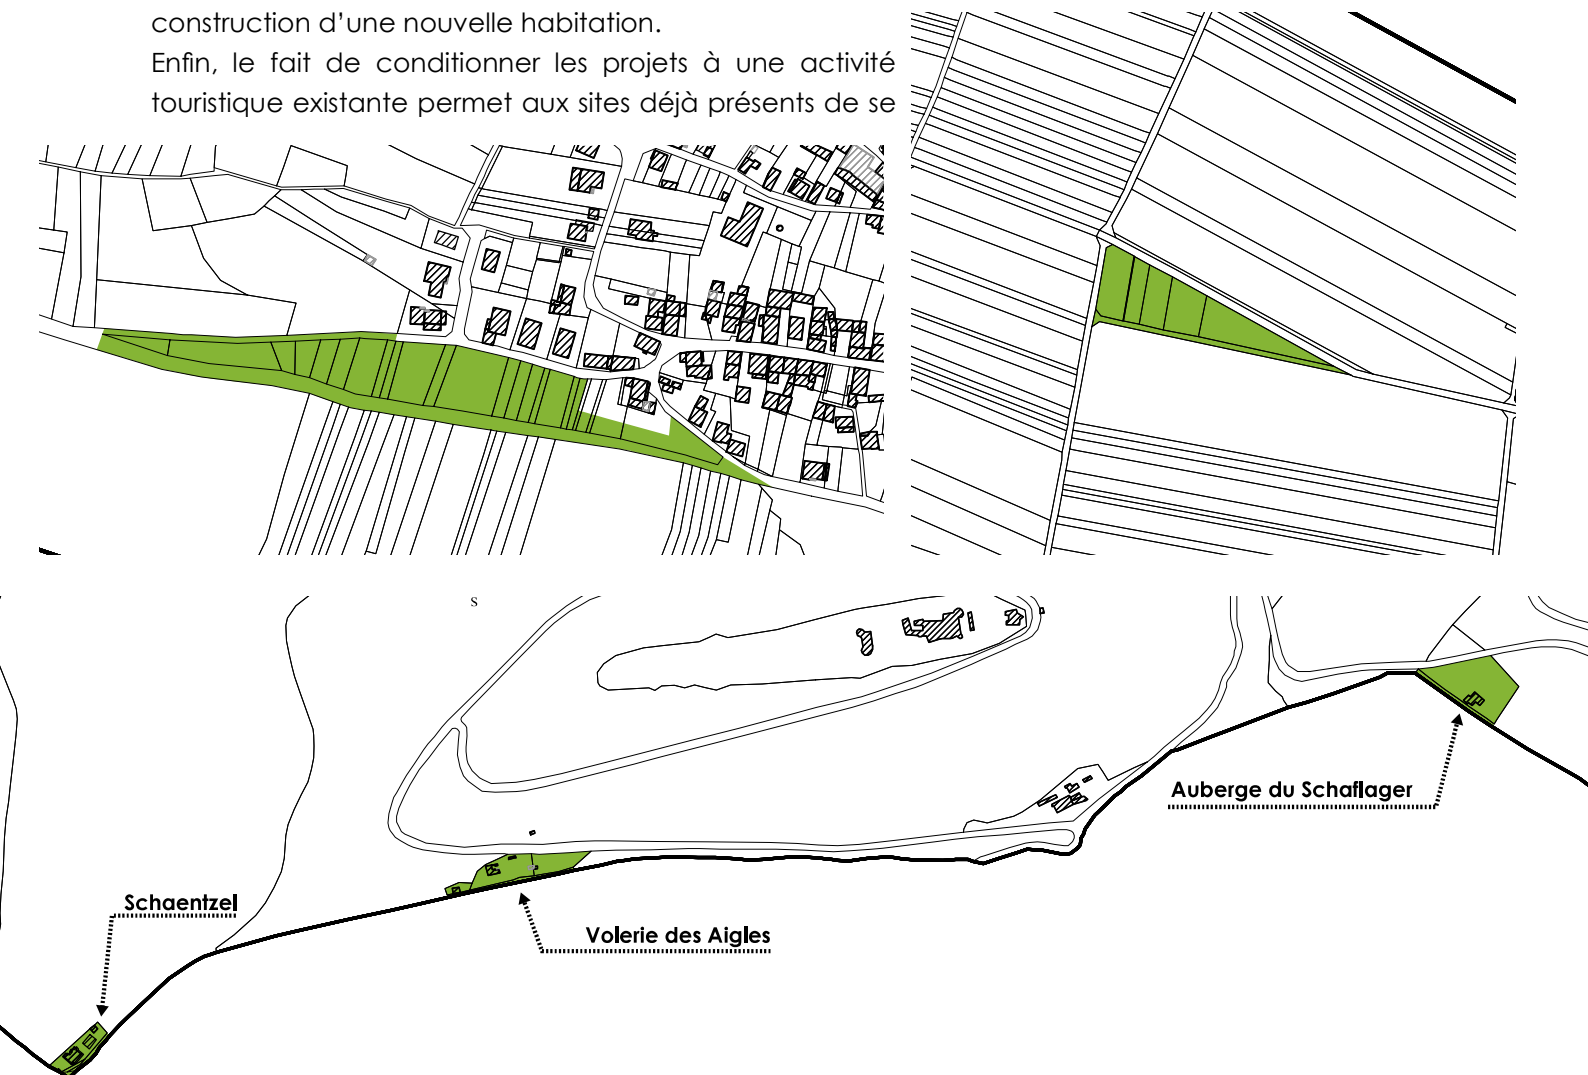 construction d’une nouvelle habitation.
Enfin, le fait de conditionner les projets à une activité
touristique existante permet aux sites déjà présents de se
s
Auberge du Schaflager
Schaentzel
Volerie des Aigles